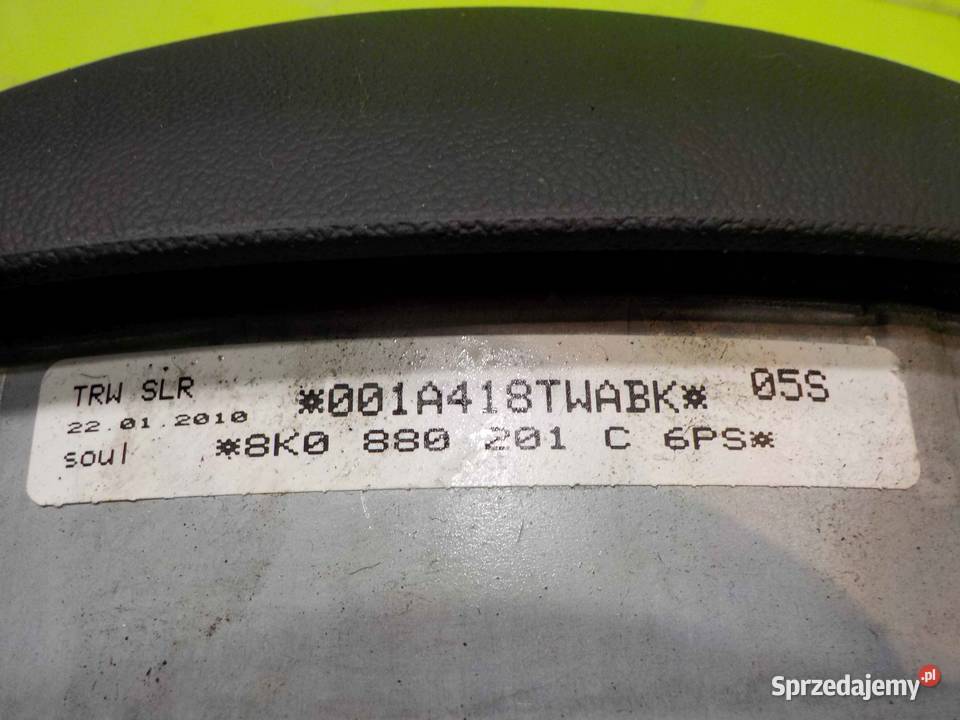 TRW SLR *001A418TWABK* 05S
22.01.2010
soul *8K0 880 201 C 6PS*
Sprzedajemy.pl